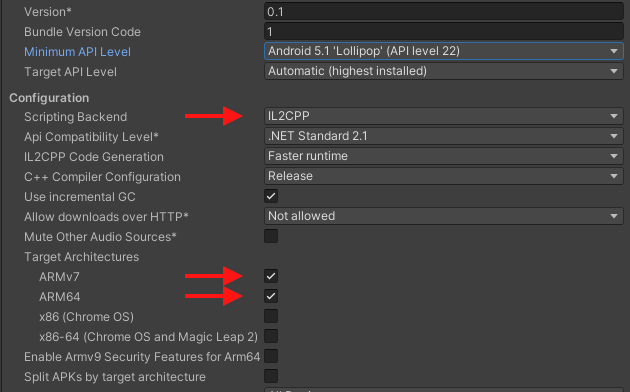 Version* 0.1
Bundle Version Code 1
Minimum API Level Android 5.1 'Lollipop' (API level 22)
Target API Level Automatic (highest installed)
Configuration
Scripting Backend IL2CPP
Api Compatibility Level* .NET Standard 2.1
IL2CPP Code Generation Faster runtime
C++ Compiler Configuration Release
Use incremental GC
Allow downloads over HTTP* Not allowed
Mute Other Audio Sources*
Target Architectures
ARMv7
ARM64
x86 (Chrome OS)
x86-64 (Chrome OS and Magic Leap 2)
Enable Armv9 Security Features for Arm64
Split APKs by target architecture